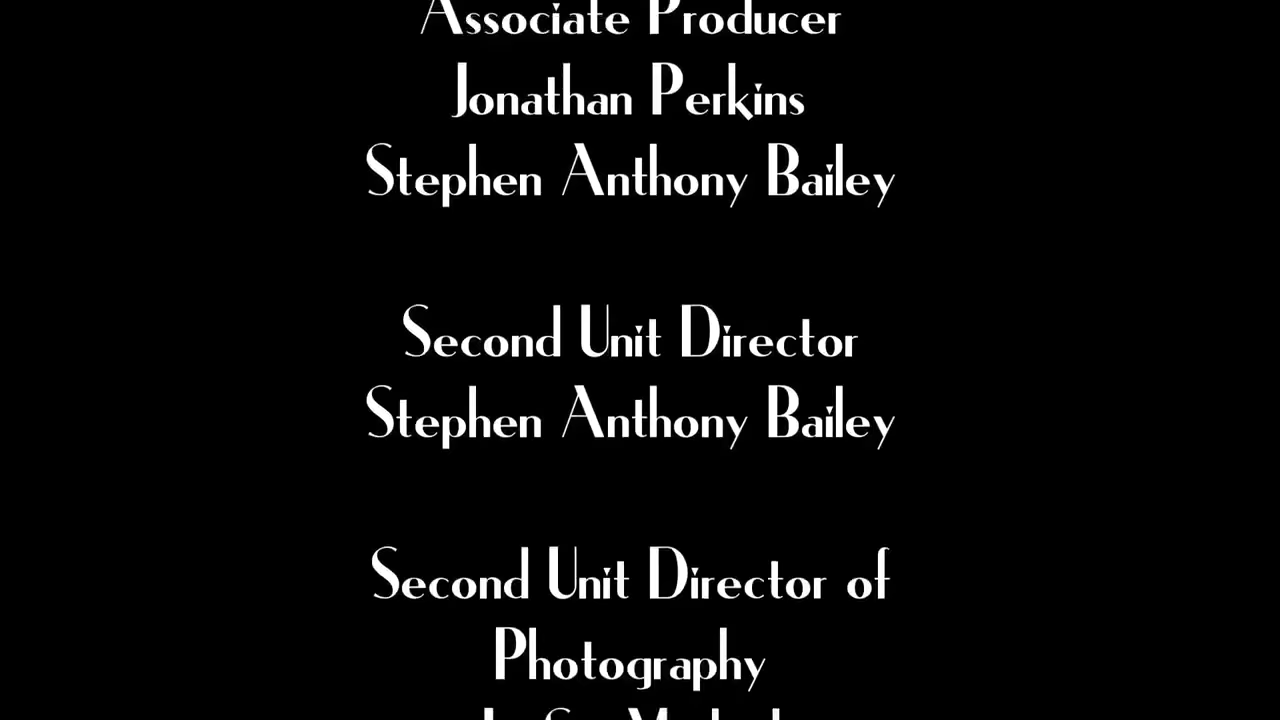 Associate Producer
Jonathan Perkins
Stephen Anthony Bailey
Second Unit Director
Stephen Anthony Bailey
Second Unit Director of
Photography